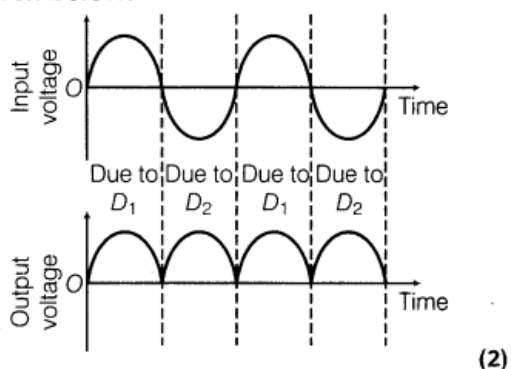 Input
voltage
O
Time
Due to Due to Due to Due to
D₁ D₂ D₁ D₂
Output
voltage
O
Time
(2)